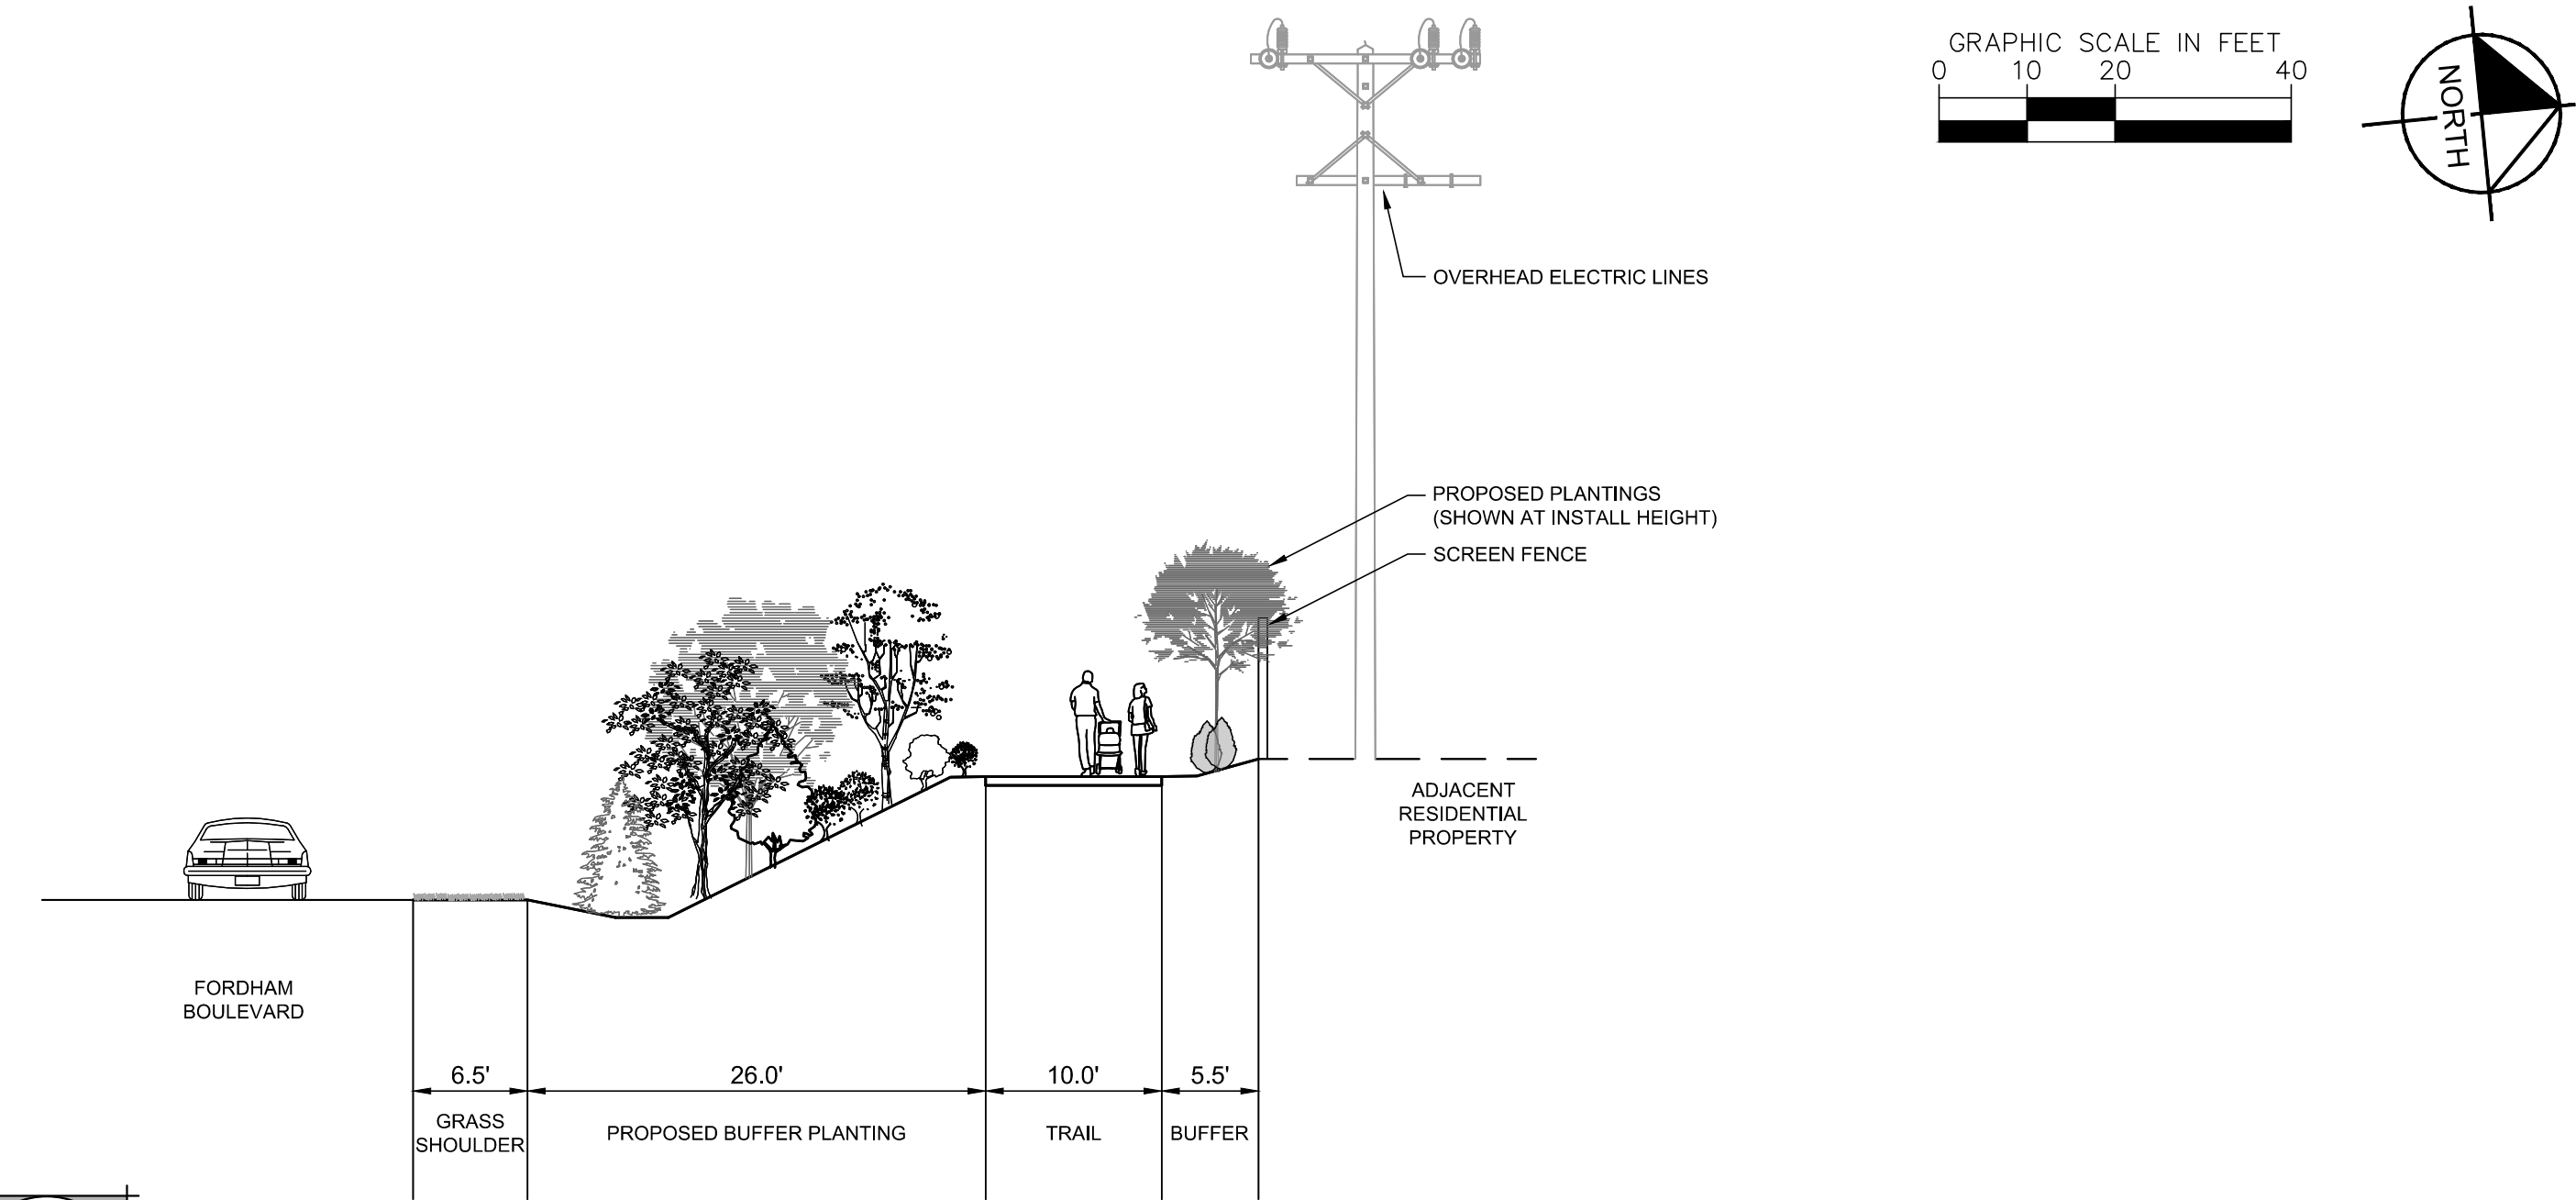 GRAPHIC SCALE IN FEET
0 10 20 40
NORTH
OVERHEAD ELECTRIC LINES
PROPOSED PLANTINGS
(SHOWN AT INSTALL HEIGHT)
SCREEN FENCE
ADJACENT
RESIDENTIAL
PROPERTY
FORDHAM
BOULEVARD
6.5' 26.0' 10.0' 5.5'
GRASS
SHOULDER
PROPOSED BUFFER PLANTING
TRAIL
BUFFER